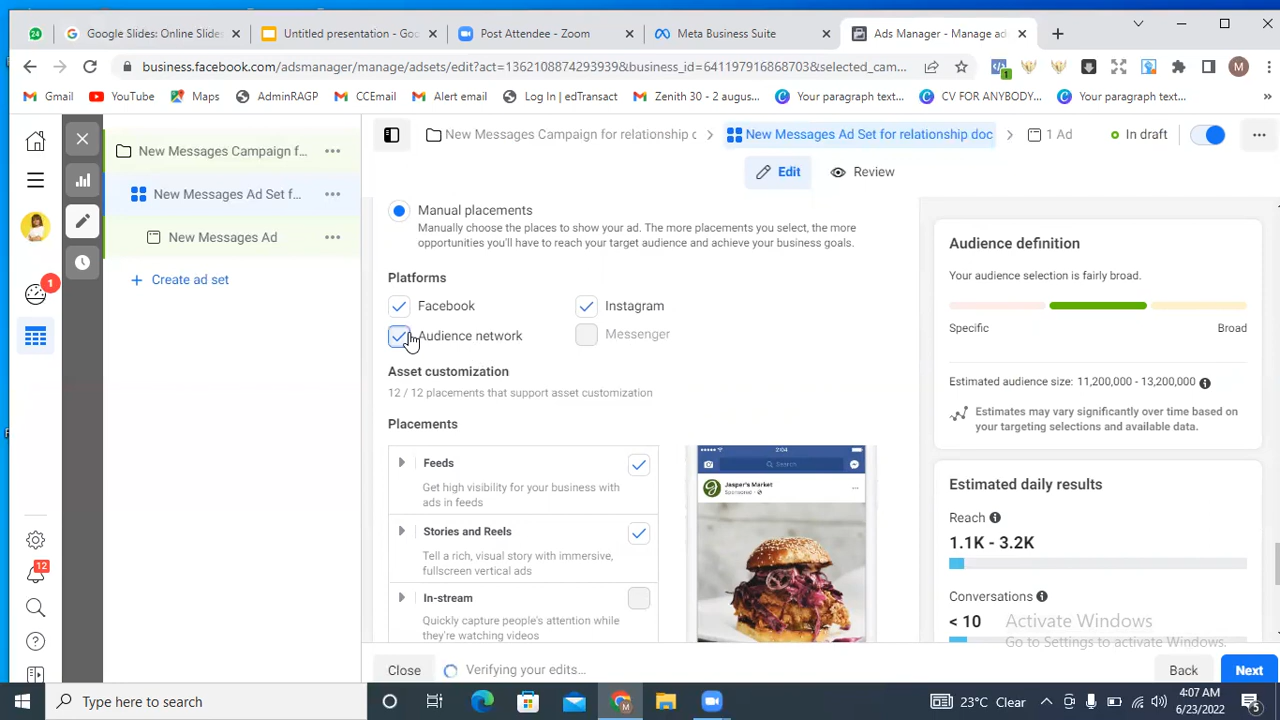 24
Google Slides: Online Slide
Untitled presentation - Goo
Post Attendee - Zoom
Meta Business Suite
Ads Manager - Manage ad
business.facebook.com/adsmanager/manage/adsets/edit?act=1362108874293939&business_id=641197916868703&selected_cam...
1
M
Gmail
YouTube
Maps
AdminRAGP
CCEmail
Alert email
Log In | edTransact
Zenith 30 - 2 augus...
Your paragraph text...
CV FOR ANYBODY...
Your paragraph text...
»
New Messages Campaign f...
New Messages Ad Set f...
New Messages Ad
+ Create ad set
1
12
New Messages Campaign for relationship c
New Messages Ad Set for relationship doc
1 Ad
In draft
Edit
Review
Manual placements
Manually choose the places to show your ad. The more placements you select, the more
opportunities you'll have to reach your target audience and achieve your business goals.
Platforms
Facebook
Instagram
Audience network
Messenger
Asset customization
12 / 12 placements that support asset customization
Placements
Feeds
Get high visibility for your business with
ads in feeds
Stories and Reels
Tell a rich, visual story with immersive,
fullscreen vertical ads
In-stream
Quickly capture people's attention while
they're watching videos
2:04
Search
Jasper's Market
Sponsored
Audience definition
Your audience selection is fairly broad.
Specific
Broad
Estimated audience size: 11,200,000 - 13,200,000
Estimates may vary significantly over time based on
your targeting selections and available data.
Estimated daily results
Reach
1.1K - 3.2K
Conversations
< 10
Activate Windows
Go to Settings to activate Windows.
Close
Verifying your edits...
Back
Next
Type here to search
23°C Clear
4:07 AM
6/23/2022
5